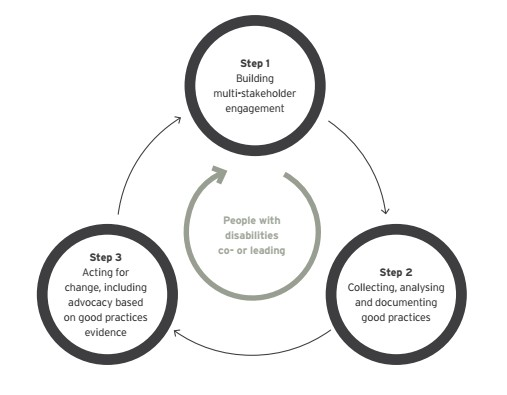 Step 1
Building
multi-stakeholder
engagement
People with
disabilities
co- or leading
Step 2
Collecting, analysing
and documenting
good practices
Step 3
Acting for
change, including
advocacy based
on good practices
evidence